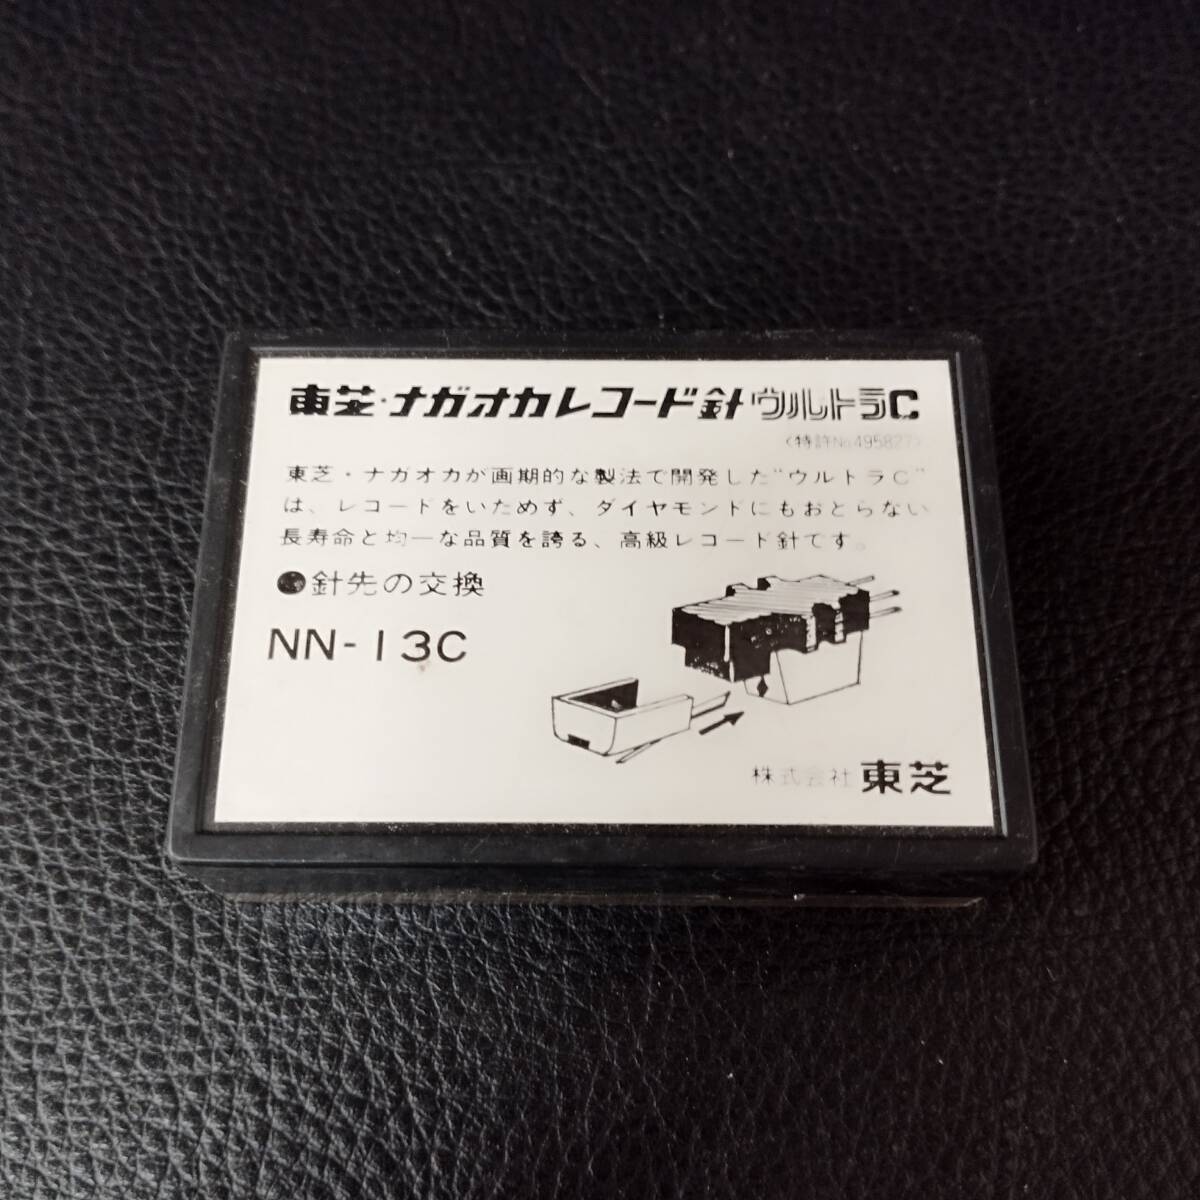 東芝・ナガオカレコード針 ウルトラC
〈特許No.495827〉
東芝・ナガオカが画期的な製法で開発した"ウルトラC"
は、レコードをいためず、ダイヤモンドにもおとらない
長寿命と均一な品質を誇る、高級レコード針です。
●針先の交換
NN-13C
株式会社 東芝